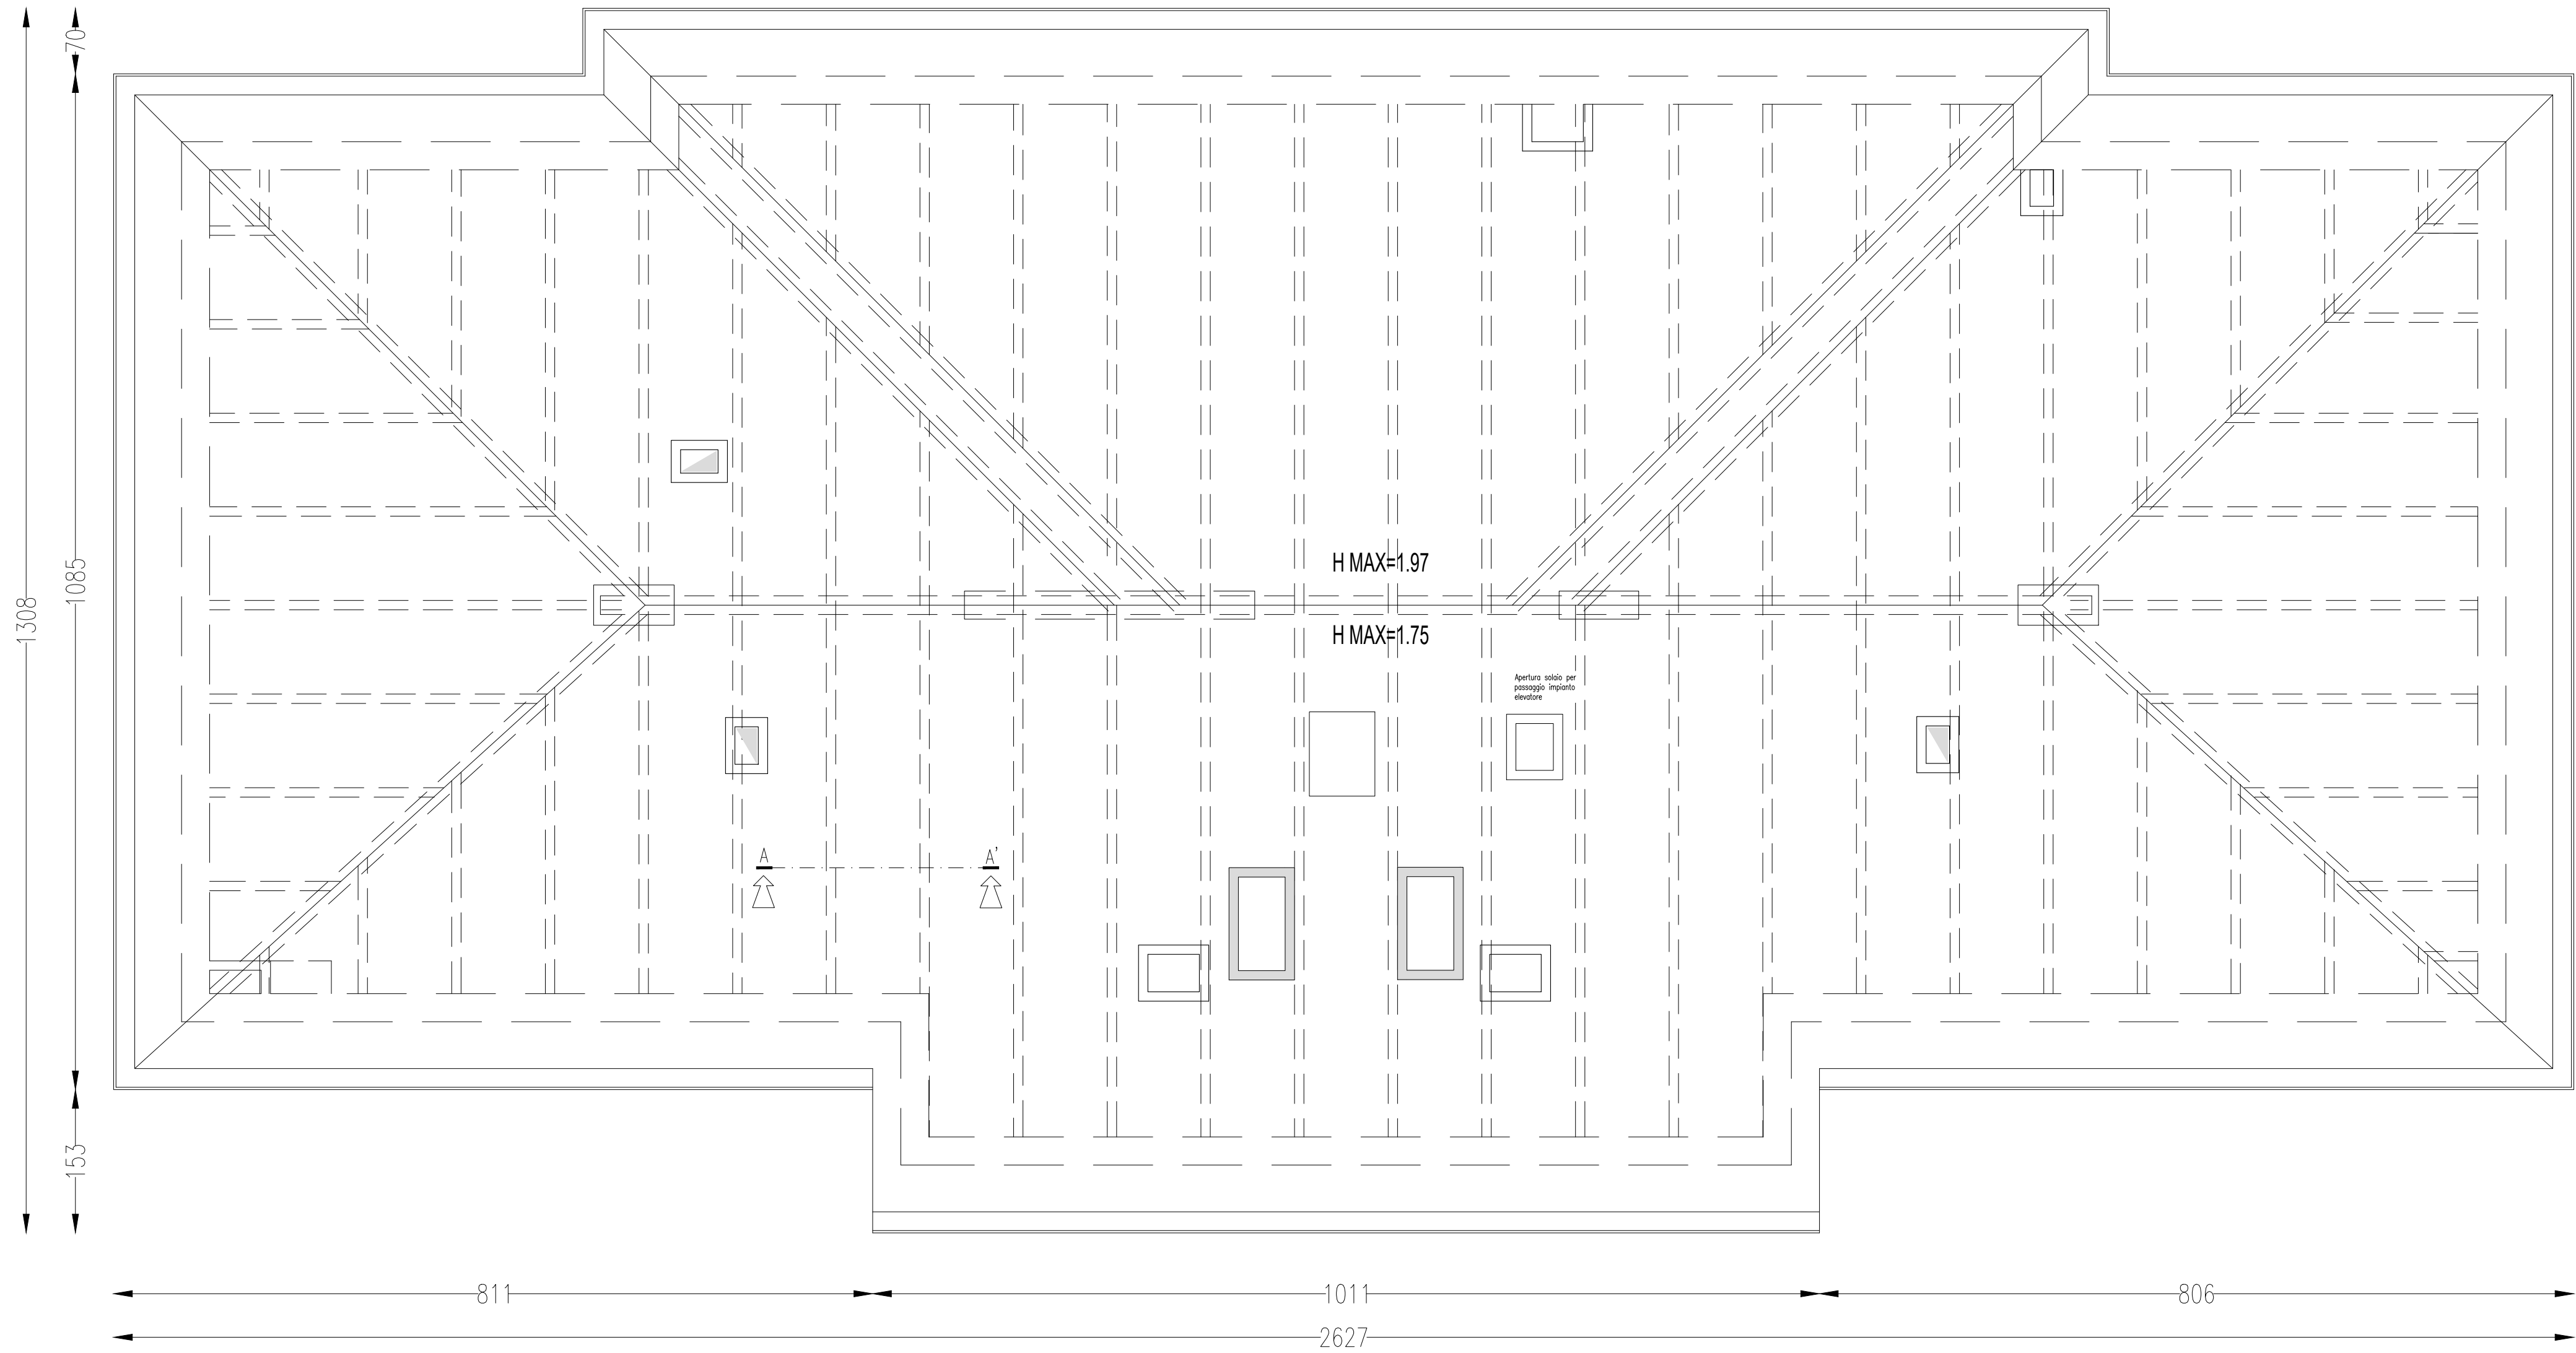 70
1308
1085
153
H MAX=1.97
H MAX=1.75
Apertura solaio per
passaggio impianto
elevatore
A
A'
811
1011
806
2627